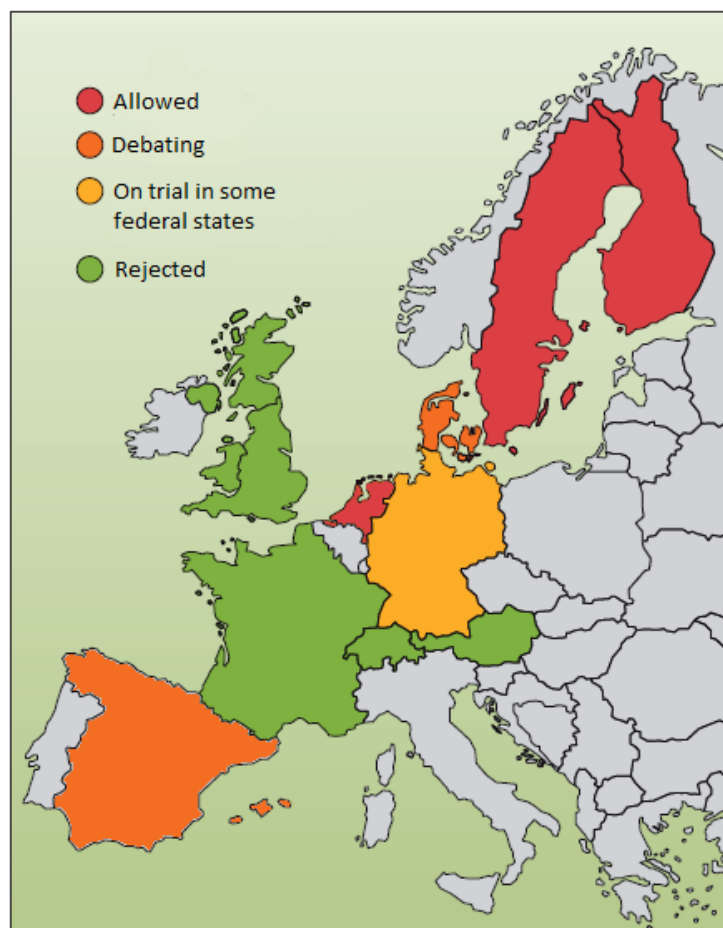 Allowed
Debating
On trial in some
federal states
Rejected